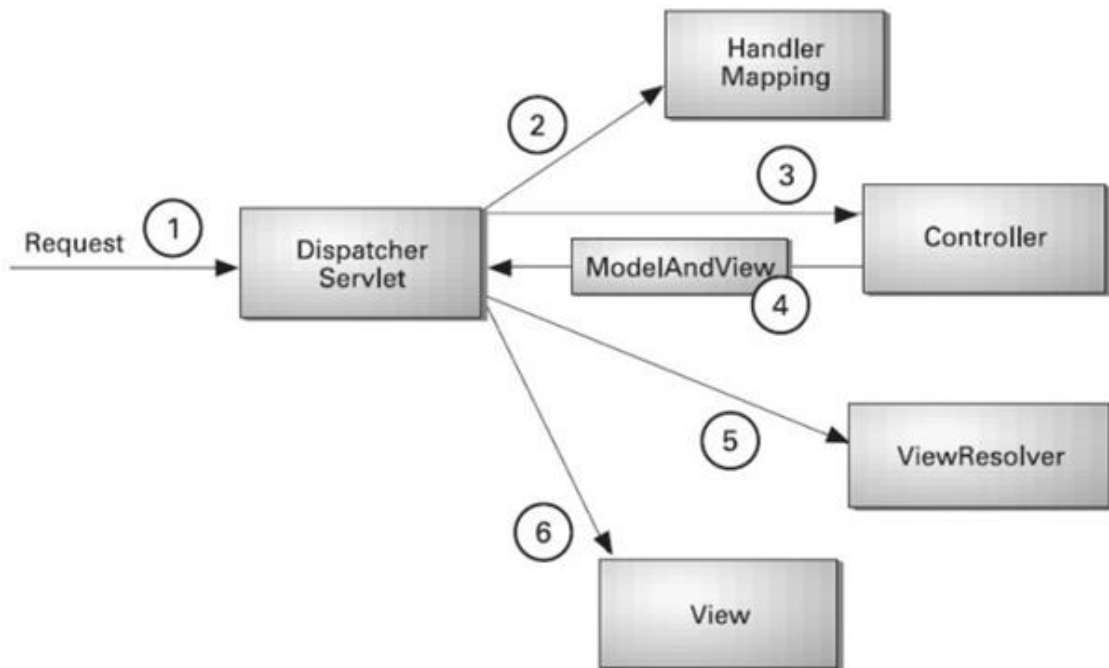 Handler
Mapping
2
3
1
Request
Dispatcher
Servlet
Controller
ModelAndView
4
5
ViewResolver
6
View